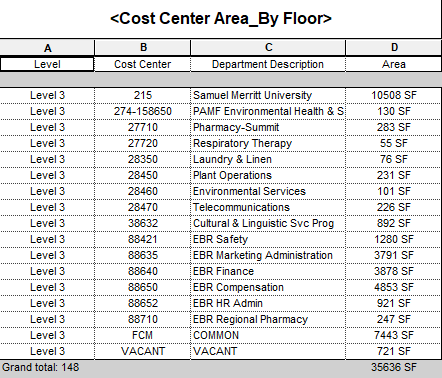 <Cost Center Area_By Floor>
A B C D
Level Cost Center Department Description Area
Level 3 215 Samuel Merritt University 10508 SF
Level 3 274-158650 PAMF Environmental Health & S 130 SF
Level 3 27710 Pharmacy-Summit 283 SF
Level 3 27720 Respiratory Therapy 55 SF
Level 3 28350 Laundry & Linen 76 SF
Level 3 28450 Plant Operations 231 SF
Level 3 28460 Environmental Services 101 SF
Level 3 28470 Telecommunications 226 SF
Level 3 38632 Cultural & Linguistic Svc Prog 892 SF
Level 3 88421 EBR Safety 1280 SF
Level 3 88635 EBR Marketing Administration 3791 SF
Level 3 88640 EBR Finance 3878 SF
Level 3 88650 EBR Compensation 4853 SF
Level 3 88652 EBR HR Admin 921 SF
Level 3 88710 EBR Regional Pharmacy 247 SF
Level 3 FCM COMMON 7443 SF
Level 3 VACANT VACANT 721 SF
Grand total: 148 35636 SF